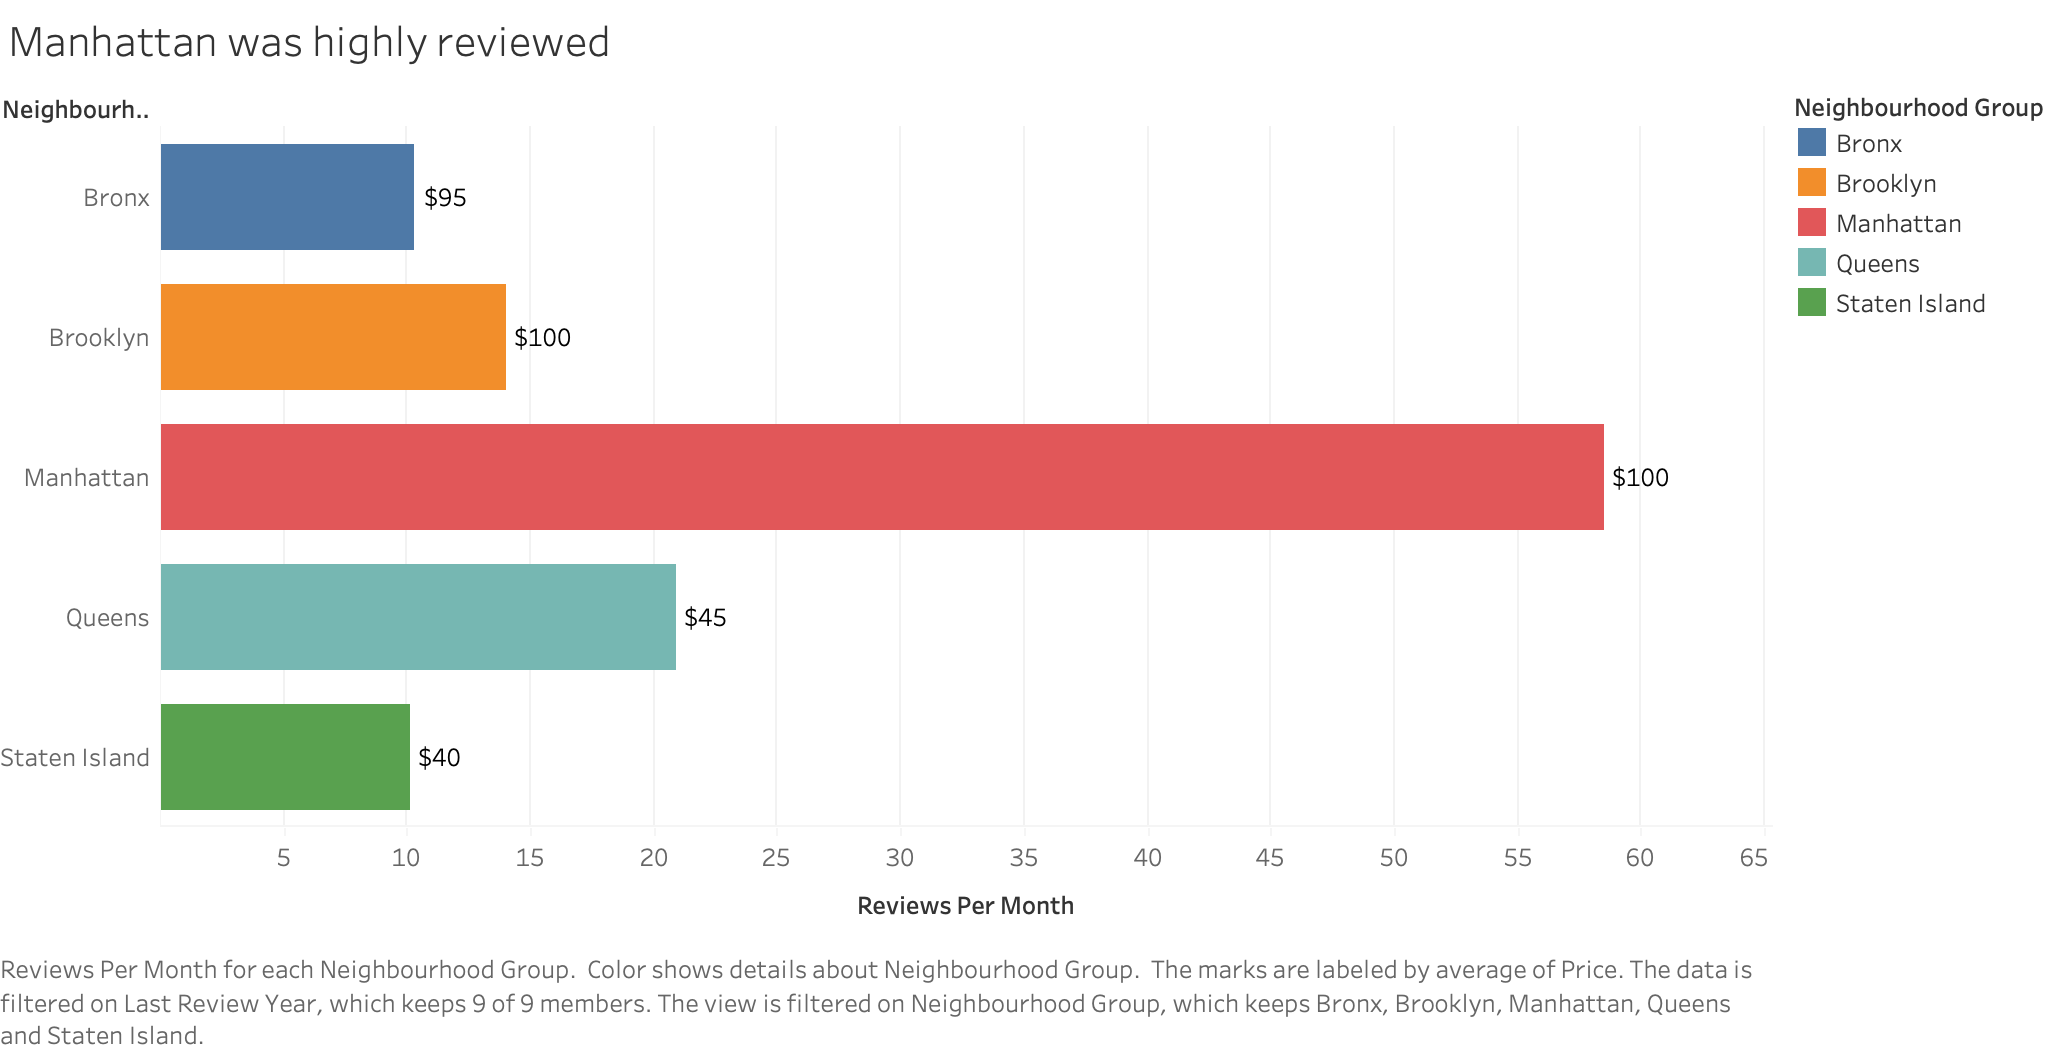 Manhattan was highly reviewed
Neighbourh..
Bronx
$95
Brooklyn
$100
Manhattan
$100
Queens
$45
Staten Island
$40
5 10 15 20 25 30 35 40 45 50 55 60 65
Reviews Per Month
Neighbourhood Group
Bronx
Brooklyn
Manhattan
Queens
Staten Island
Reviews Per Month for each Neighbourhood Group.  Color shows details about Neighbourhood Group.  The marks are labeled by average of Price. The data is
filtered on Last Review Year, which keeps 9 of 9 members. The view is filtered on Neighbourhood Group, which keeps Bronx, Brooklyn, Manhattan, Queens
and Staten Island.